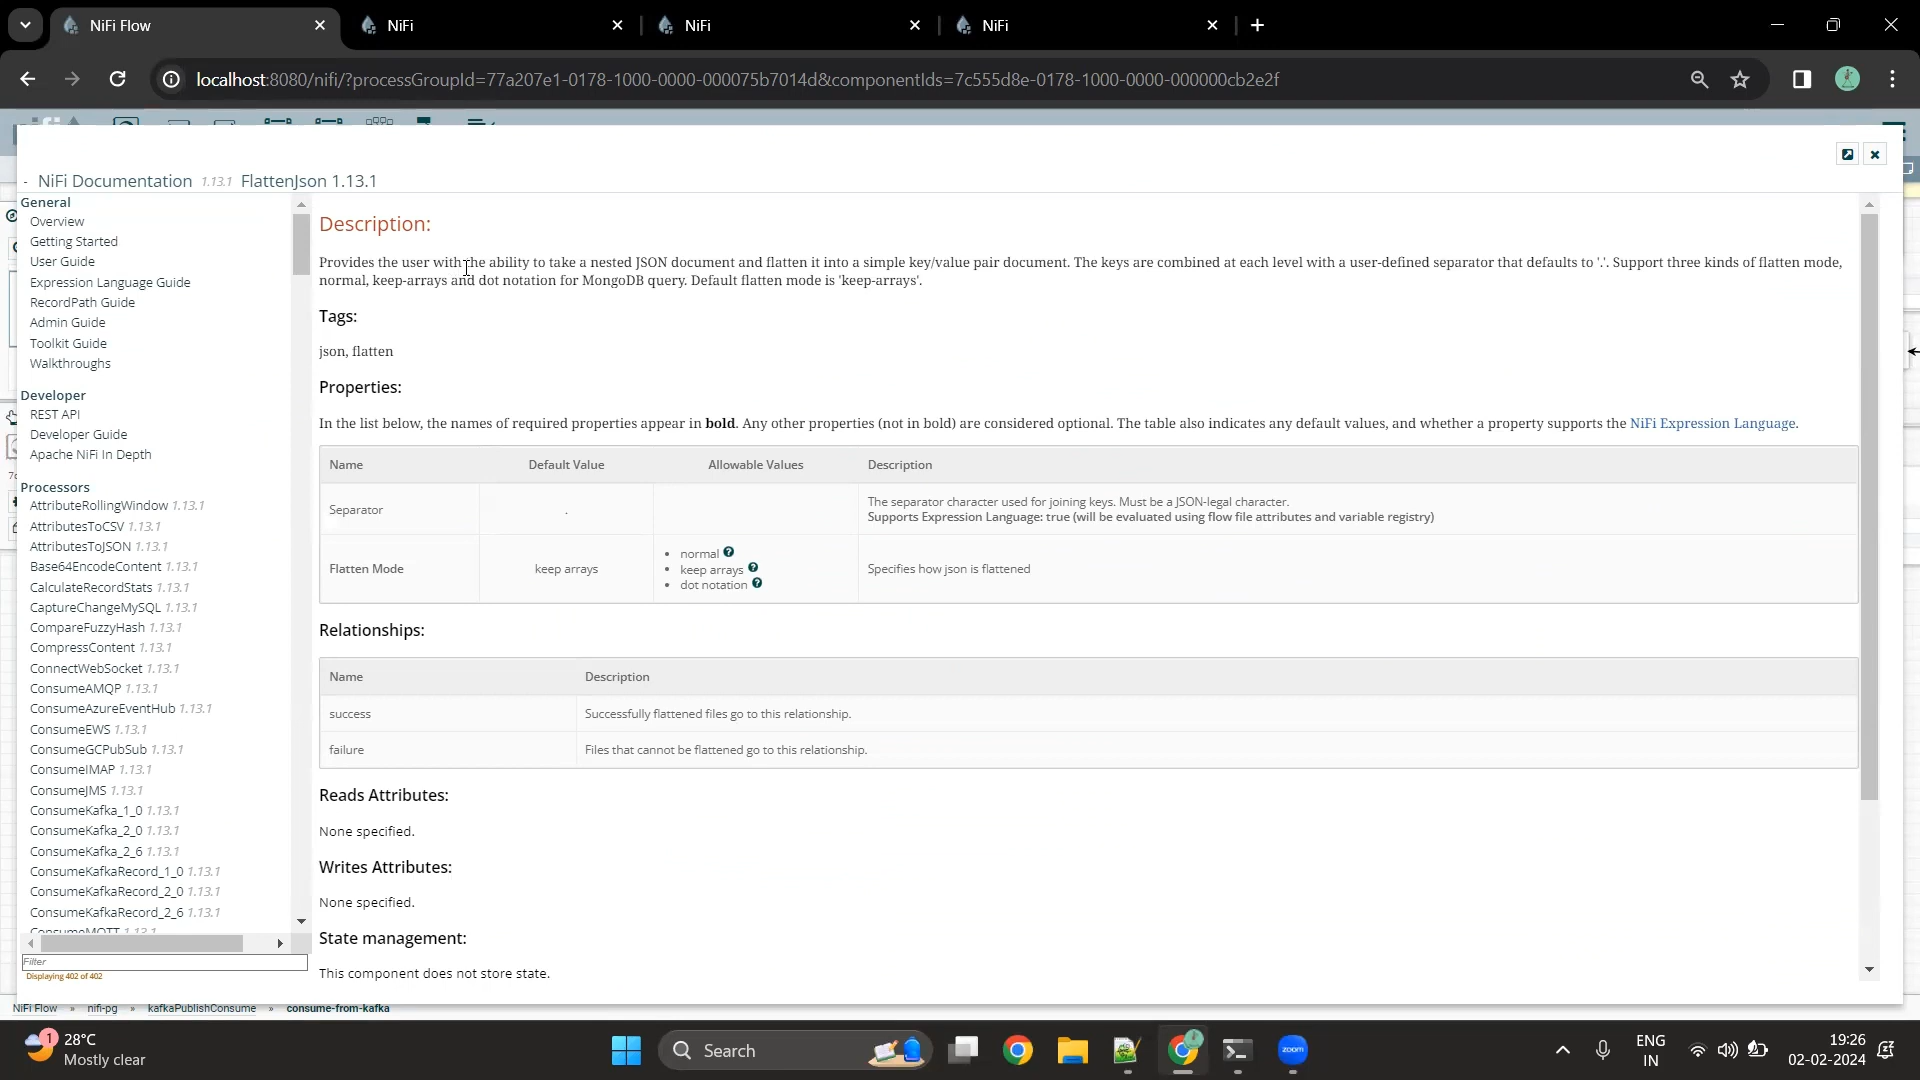 NiFi Flow
NiFi
NiFi
NiFi
localhost:8080/nifi/?processGroupId=77a207e1-0178-1000-0000-000075b7014d&componentIds=7c555d8e-0178-1000-0000-000000cb2e2f
NiFi Documentation 1.13.1 FlattenJson 1.13.1
General
Overview
Getting Started
User Guide
Expression Language Guide
RecordPath Guide
Admin Guide
Toolkit Guide
Walkthroughs
Developer
REST API
Developer Guide
Apache NiFi In Depth
Processors
AttributeRollingWindow 1.13.1
AttributesToCSV 1.13.1
AttributesToJSON 1.13.1
Base64EncodeContent 1.13.1
CalculateRecordStats 1.13.1
CaptureChangeMySQL 1.13.1
CompareFuzzyHash 1.13.1
CompressContent 1.13.1
ConnectWebSocket 1.13.1
ConsumeAMQP 1.13.1
ConsumeAzureEventHub 1.13.1
ConsumeEWS 1.13.1
ConsumeGCPubSub 1.13.1
ConsumeIMAP 1.13.1
ConsumeJMS 1.13.1
ConsumeKafka_1_0 1.13.1
ConsumeKafka_2_0 1.13.1
ConsumeKafka_2_6 1.13.1
ConsumeKafkaRecord_1_0 1.13.1
ConsumeKafkaRecord_2_0 1.13.1
ConsumeKafkaRecord_2_6 1.13.1
ConsumeMQTT 1.13.1
Filter
Displaying 402 of 402
Description:
Provides the user with the ability to take a nested JSON document and flatten it into a simple key/value pair document. The keys are combined at each level with a user-defined separator that defaults to '.'. Support three kinds of flatten mode,
normal, keep-arrays and dot notation for MongoDB query. Default flatten mode is 'keep-arrays'.
Tags:
json, flatten
Properties:
In the list below, the names of required properties appear in bold. Any other properties (not in bold) are considered optional. The table also indicates any default values, and whether a property supports the NiFi Expression Language.
Name Default Value Allowable Values Description
Separator . The separator character used for joining keys. Must be a JSON-legal character.
Supports Expression Language: true (will be evaluated using flow file attributes and variable registry)
Flatten Mode keep arrays
normal
keep arrays
dot notation
Specifies how json is flattened
Relationships:
Name Description
success Successfully flattened files go to this relationship.
failure Files that cannot be flattened go to this relationship.
Reads Attributes:
None specified.
Writes Attributes:
None specified.
State management:
This component does not store state.
NiFi Flow » nifi-pg » kafkaPublishConsume » consume-from-kafka
1
28°C
Mostly clear
Search
zoom
ENG
IN
19:26
02-02-2024